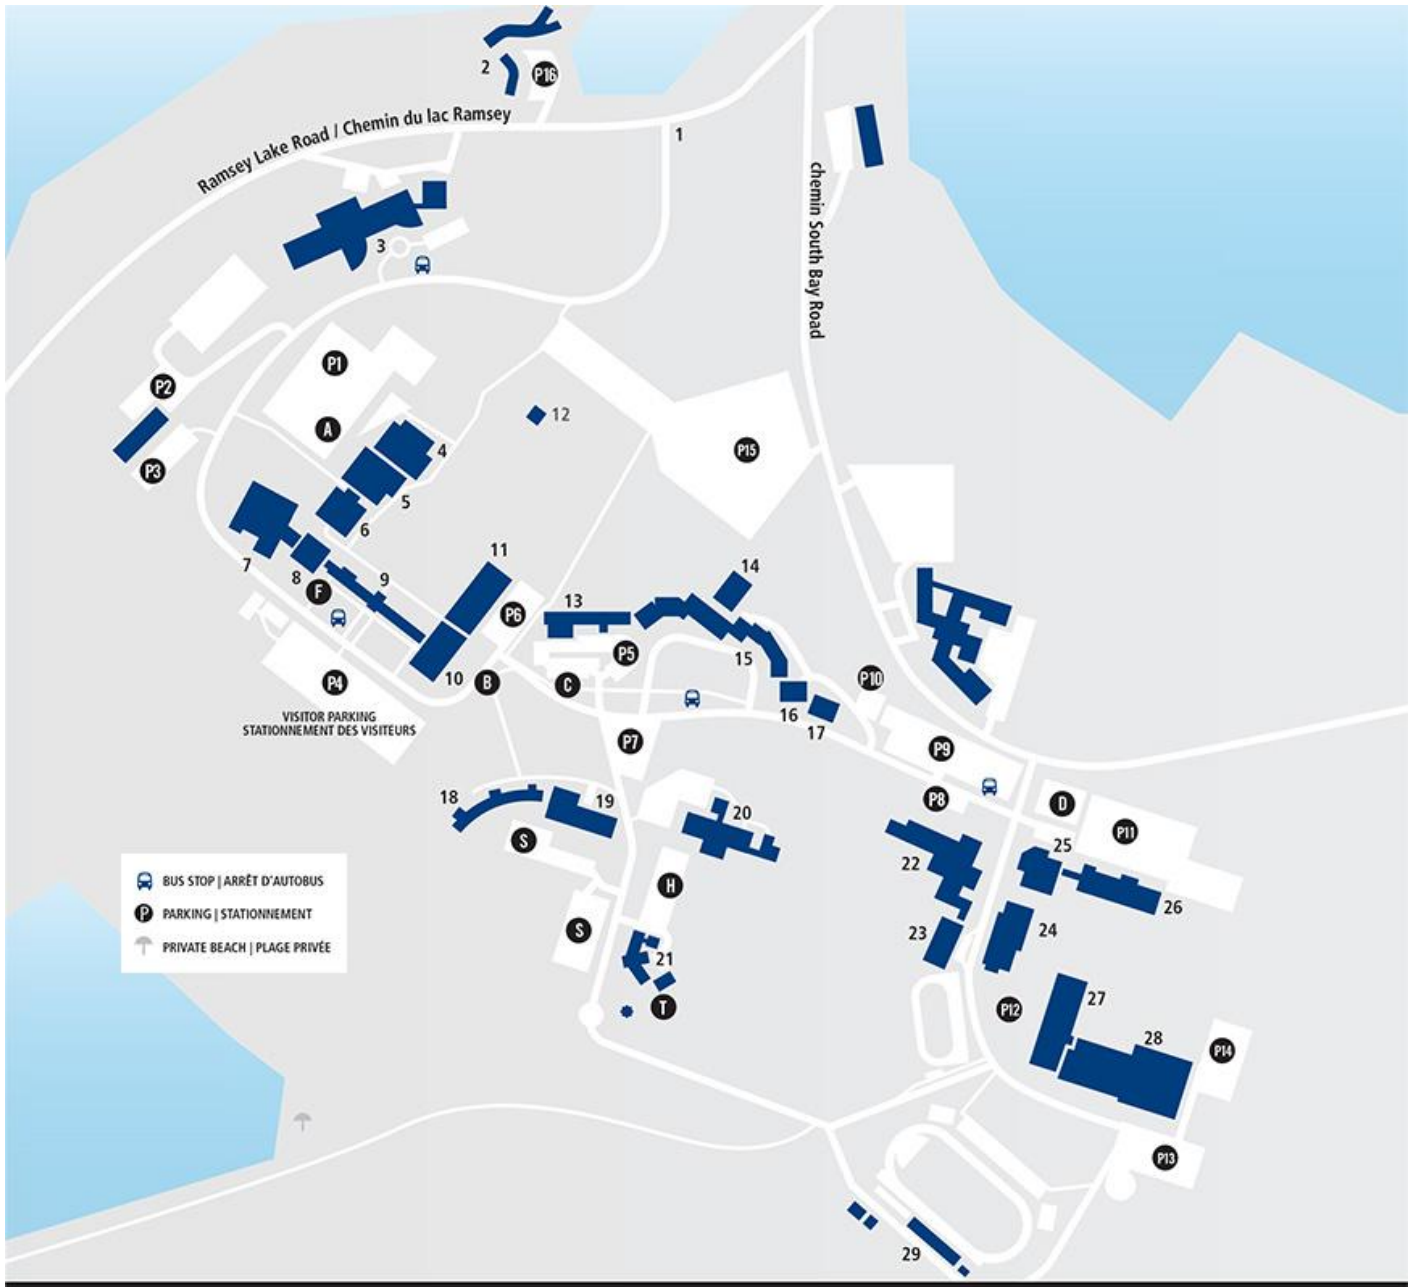 2
P16
Ramsey Lake Road / Chemin du lac Ramsey
1
chemin South Bay Road
3
P1
P2
A
12
4
P15
P3
5
6
11
7
14
8
9
F
13
P6
P5
15
10
P4
B
C
P10
16
17
VISITOR PARKING
STATIONNEMENT DES VISITEURS
P7
P9
18
19
P8
D
20
P11
S
25
22
BUS STOP | ARRÊT D'AUTOBUS
H
26
P
PARKING | STATIONNEMENT
S
23
24
PRIVATE BEACH | PLAGE PRIVÉE
21
27
T
P12
28
P14
P13
29